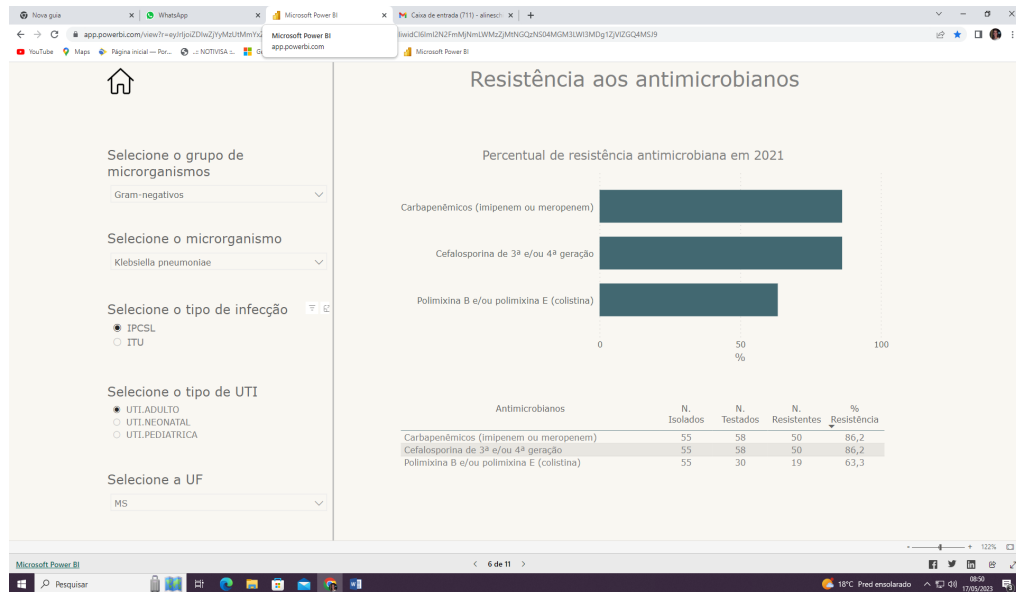 Nova guia
WhatsApp
Microsoft Power BI
Caixa de entrada (711) - alinesch
Microsoft Power BI
app.powerbi.com
YouTube
Maps
Página inicial — Por...
.:: NOTIVISA ::.
Microsoft Power BI
Resistência aos antimicrobianos
Selecione o grupo de
microrganismos
Gram-negativos
Selecione o microrganismo
Klebsiella pneumoniae
Selecione o tipo de infecção
IPCSL
ITU
Selecione o tipo de UTI
UTI.ADULTO
UTI.NEONATAL
UTI.PEDIATRICA
Selecione a UF
MS
Percentual de resistência antimicrobiana em 2021
Carbapenêmicos (imipenem ou meropenem)
Cefalosporina de 3ª e/ou 4ª geração
Polimixina B e/ou polimixina E (colistina)
0 50 100
%
Antimicrobianos N. Isolados N. Testados N. Resistentes % Resistência
Carbapenêmicos (imipenem ou meropenem) 55 58 50 86,2
Cefalosporina de 3ª e/ou 4ª geração 55 58 50 86,2
Polimixina B e/ou polimixina E (colistina) 55 30 19 63,3
- + 122%
Microsoft Power BI
6 de 11
Pesquisar
18°C Pred ensolarado
08:50
17/05/2023